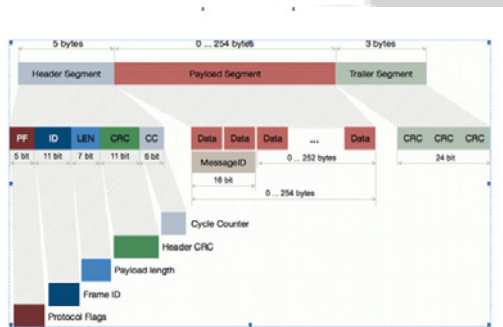 5 bytes 0 ... 254 bytes 3 bytes
Header Segment Payload Segment Trailer Segment
PF ID LEN CRC CC Data Data Data ... Data CRC CRC CRC
5 bit 11 bit 7 bit 11 bit 6 bit MessageID 0 ... 252 bytes 24 bit
16 bit
0 ... 254 bytes
Cycle Counter
Header CRC
Payload length
Frame ID
Protocol Flags